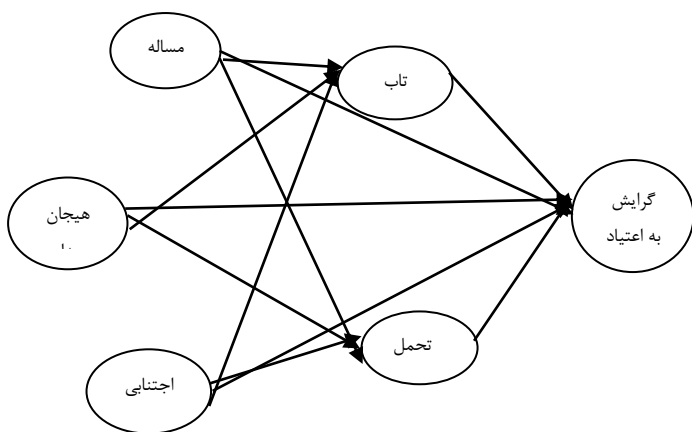 مساله
تاب
گرایش
به اعتیاد
هیجان
تحمل
اجتنابی